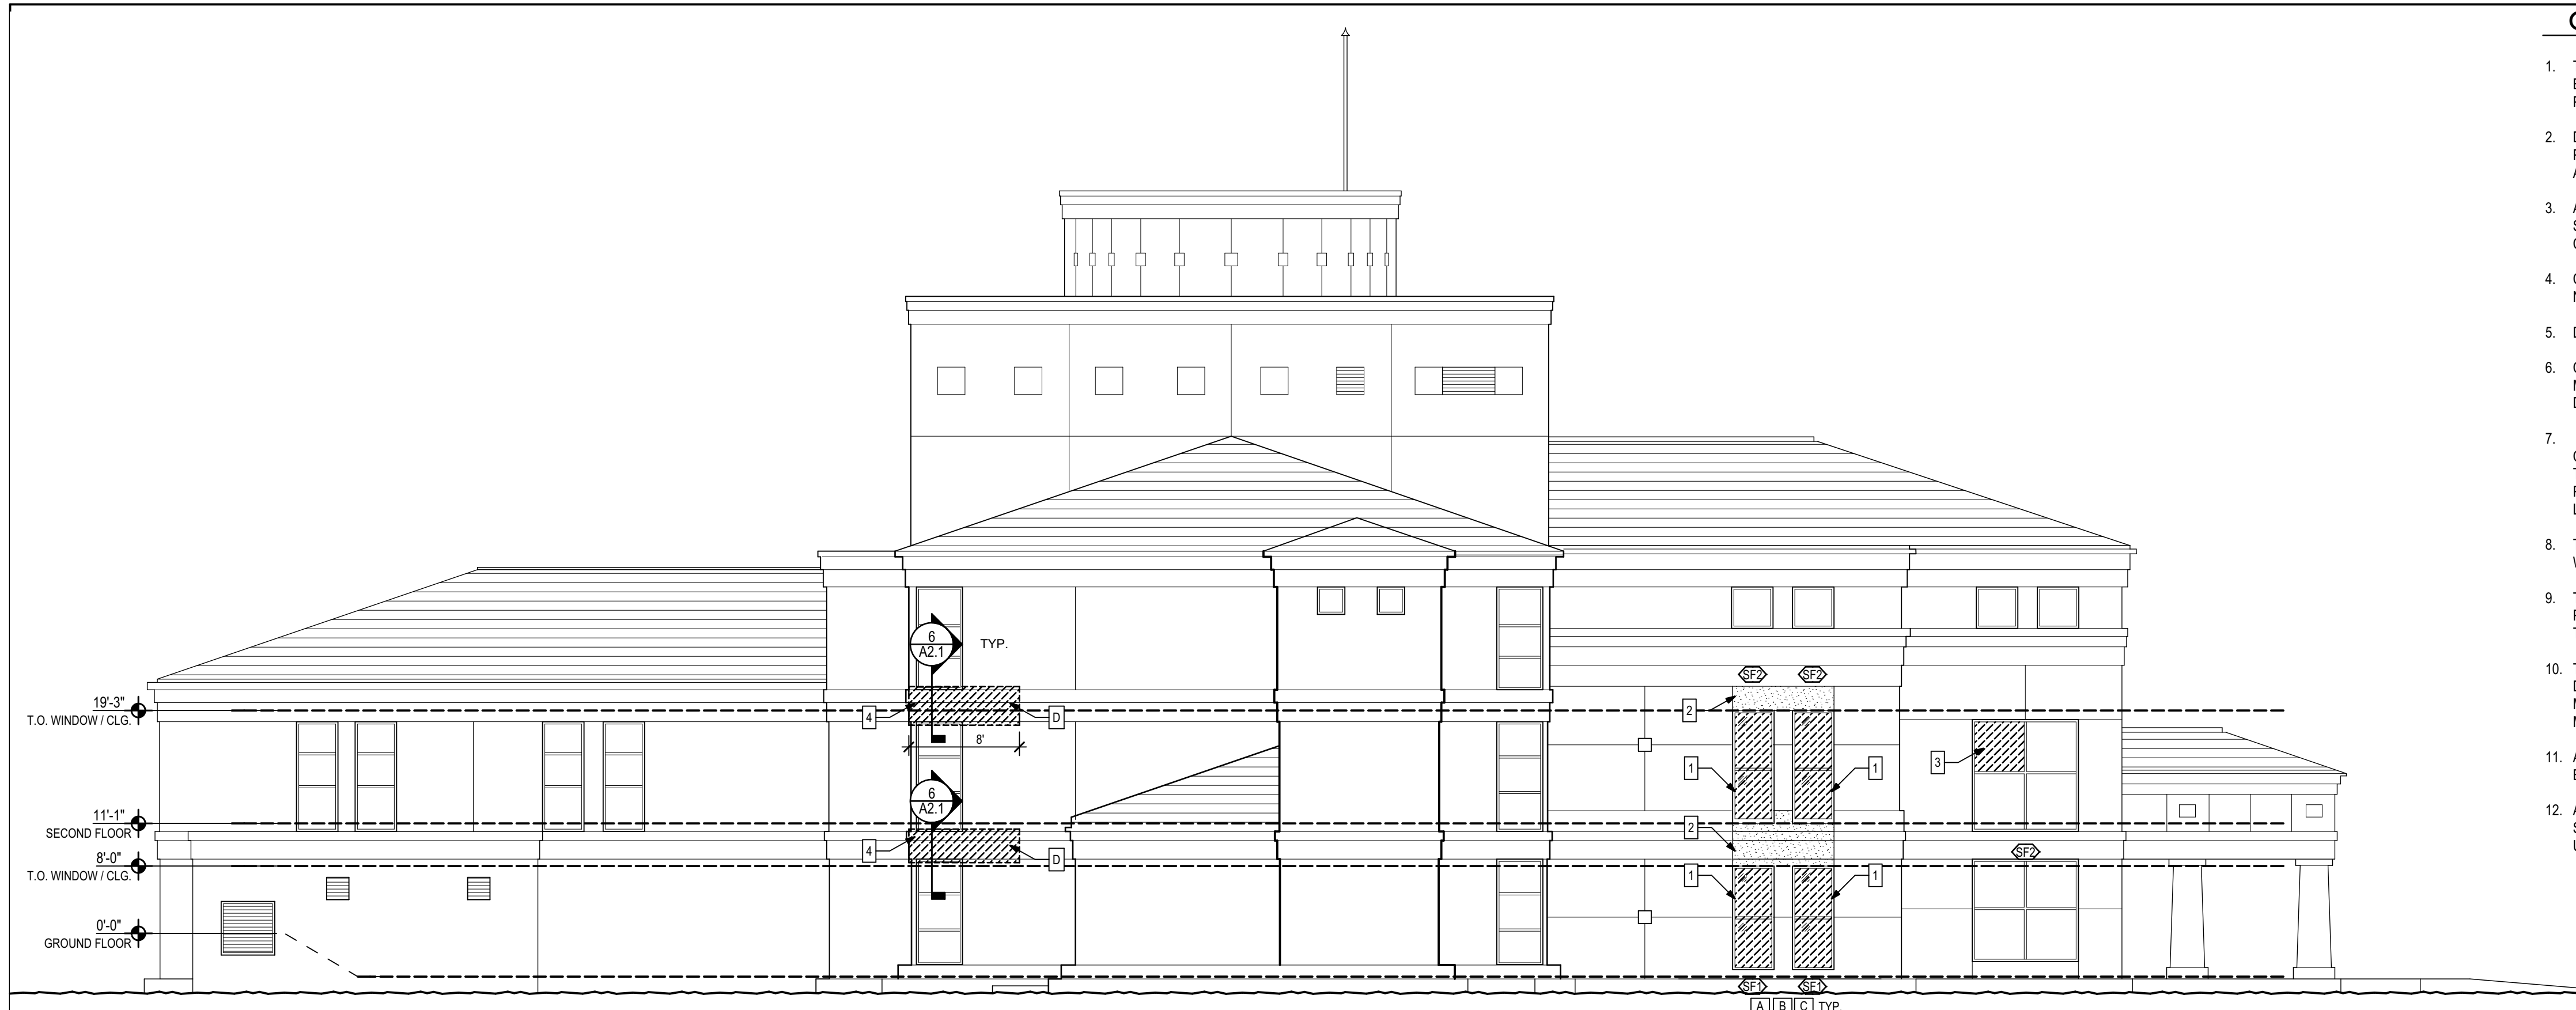 6
A2.1
TYP.
SF2 SF2
19'-3"
T.O. WINDOW / CLG.
4
D
2
8'
3
1
1
6
A2.1
11'-1"
SECOND FLOOR
2
4
D
SF2
8'-0"
T.O. WINDOW / CLG.
1
1
0'-0"
GROUND FLOOR
SF1 SF1
A B C TYP.
1.
2.
3.
4.
5.
6.
7.
8.
9.
10.
11.
12.